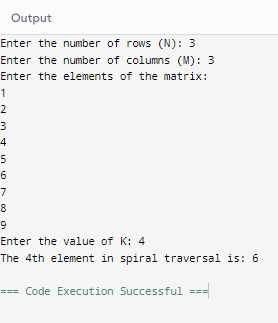 Output
Enter the number of rows (N): 3
Enter the number of columns (M): 3
Enter the elements of the matrix:
1
2
3
4
5
6
7
8
9
Enter the value of K: 4
The 4th element in spiral traversal is: 6
=== Code Execution Successful ===